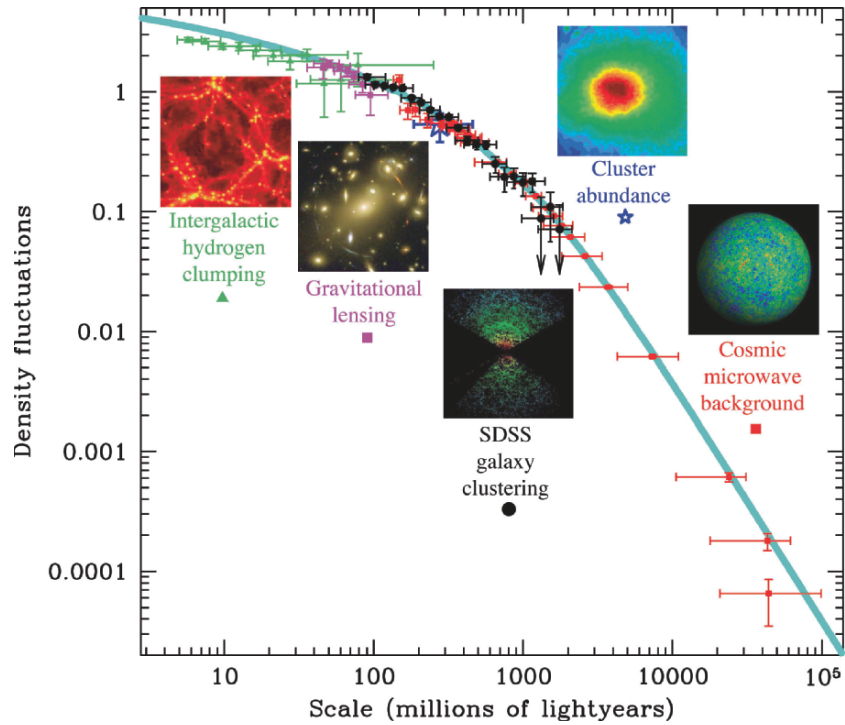 Density fluctuations
1
0.1
0.01
0.001
0.0001
Intergalactic
hydrogen
clumping
Gravitational
lensing
SDSS
galaxy
clustering
Cluster
abundance
Cosmic
microwave
background
10
100
1000
10000
10⁵
Scale (millions of lightyears)